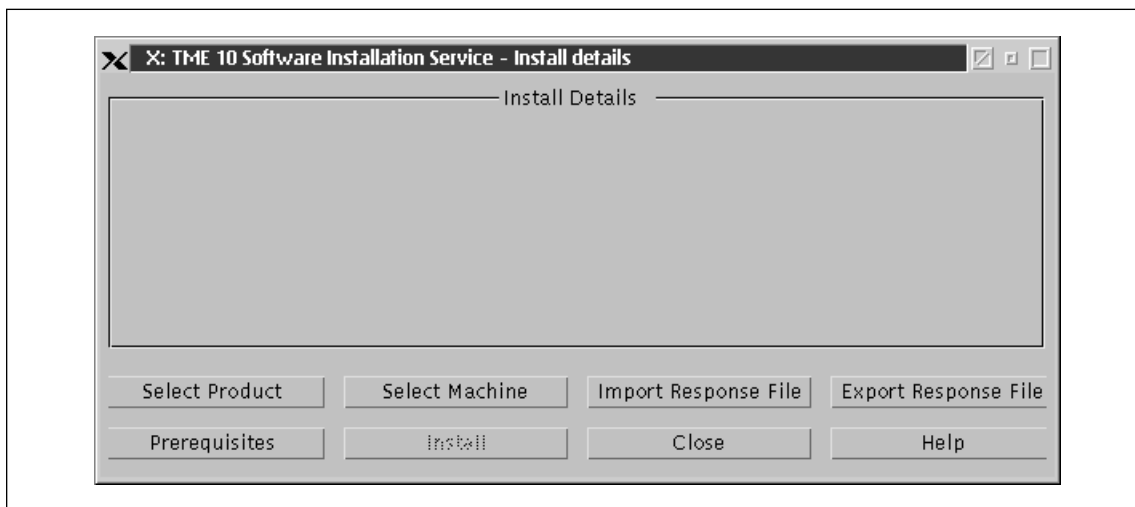 X: TME 10 Software Installation Service - Install details
Install Details
Select Product Select Machine Import Response File Export Response File
Prerequisites Install Close Help